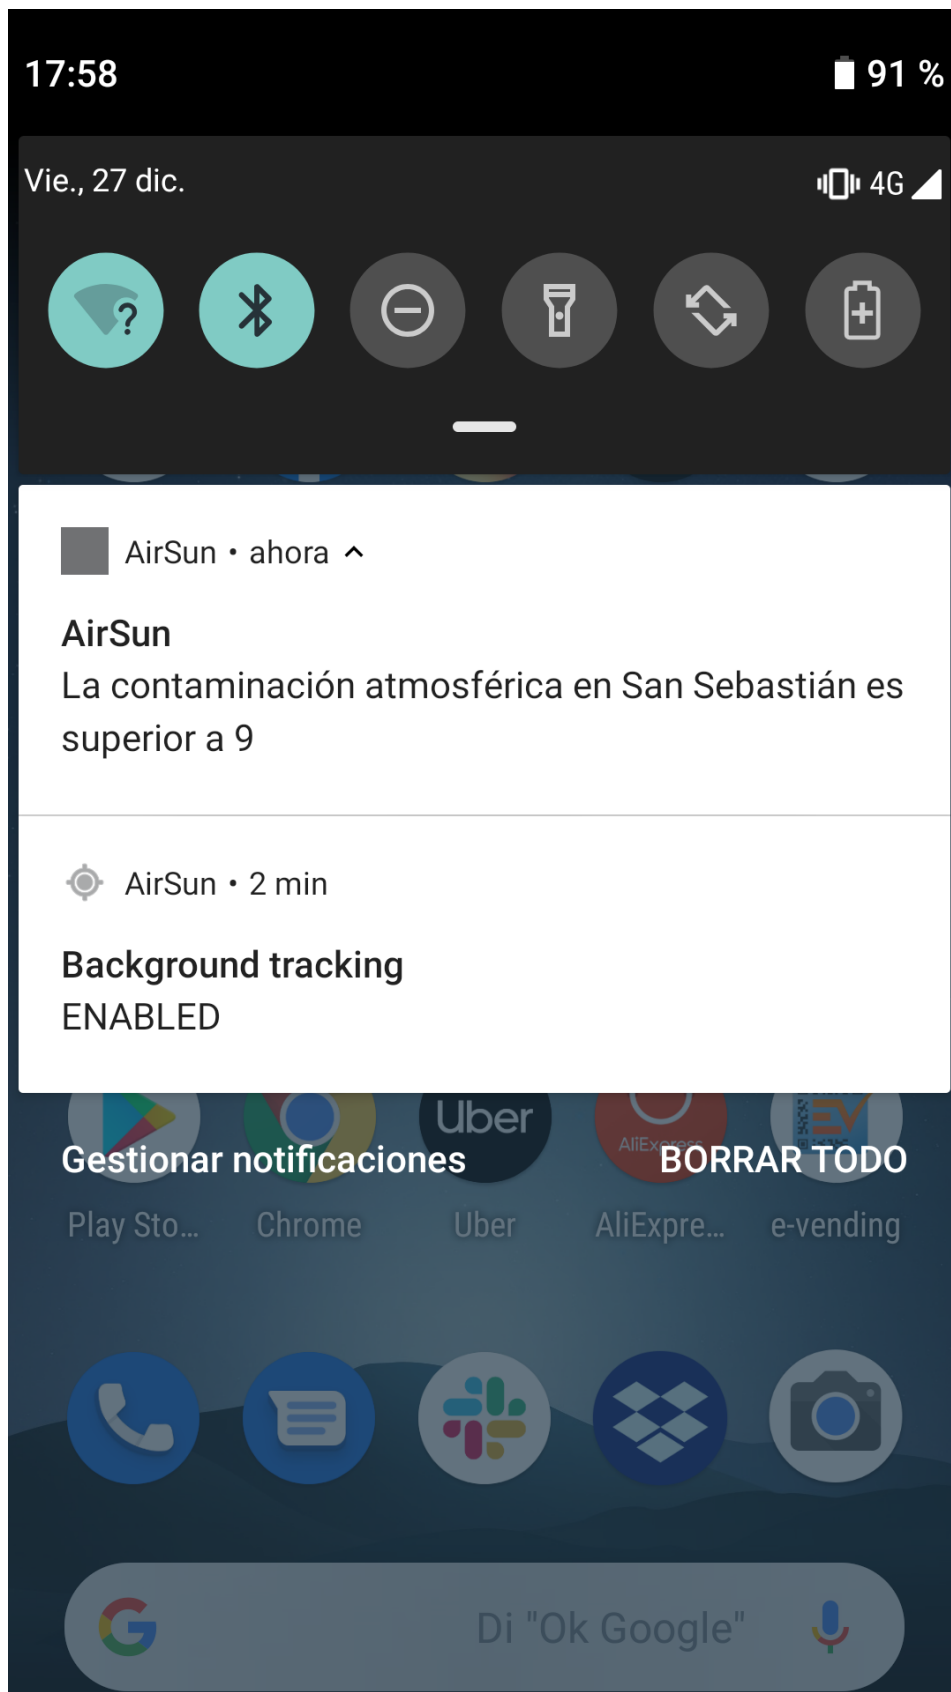 17:58 91 %
Vie., 27 dic. 4G
AirSun • ahora
AirSun
La contaminación atmosférica en San Sebastián es
superior a 9
AirSun • 2 min
Background tracking
ENABLED
Uber
AliExpress
EV
Gestionar notificaciones BORRAR TODO
Play Sto... Chrome Uber AliExpre... e-vending
G Di "Ok Google"